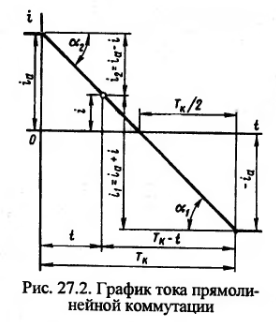 i
α₂
i₂=iₐ-i
iₐ
i
Tк/2
0
t
i₁=iₐ+i
-iₐ
α₁
t
Tк-t
Tк
Рис. 27.2. График тока прямоли-
нейной коммутации